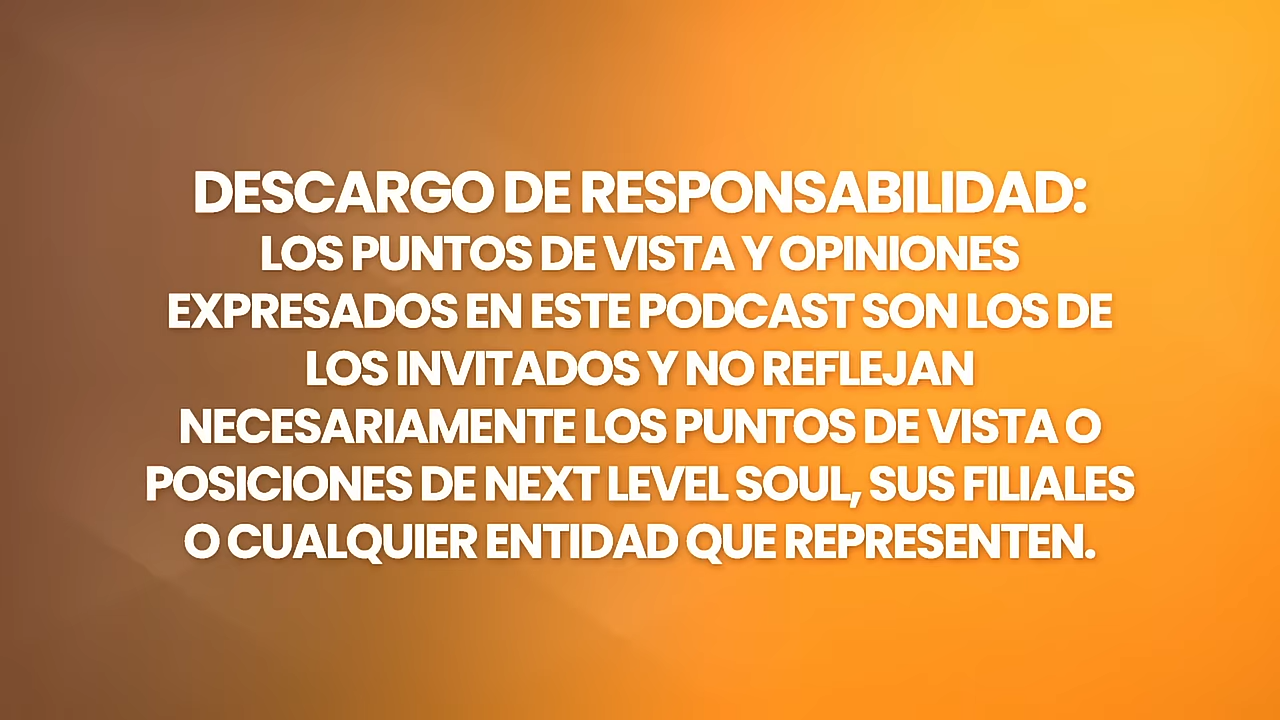 DESCARGO DE RESPONSABILIDAD:
LOS PUNTOS DE VISTA Y OPINIONES
EXPRESADOS EN ESTE PODCAST SON LOS DE
LOS INVITADOS Y NO REFLEJAN
NECESARIAMENTE LOS PUNTOS DE VISTA O
POSICIONES DE NEXT LEVEL SOUL, SUS FILIALES
O CUALQUIER ENTIDAD QUE REPRESENTEN.